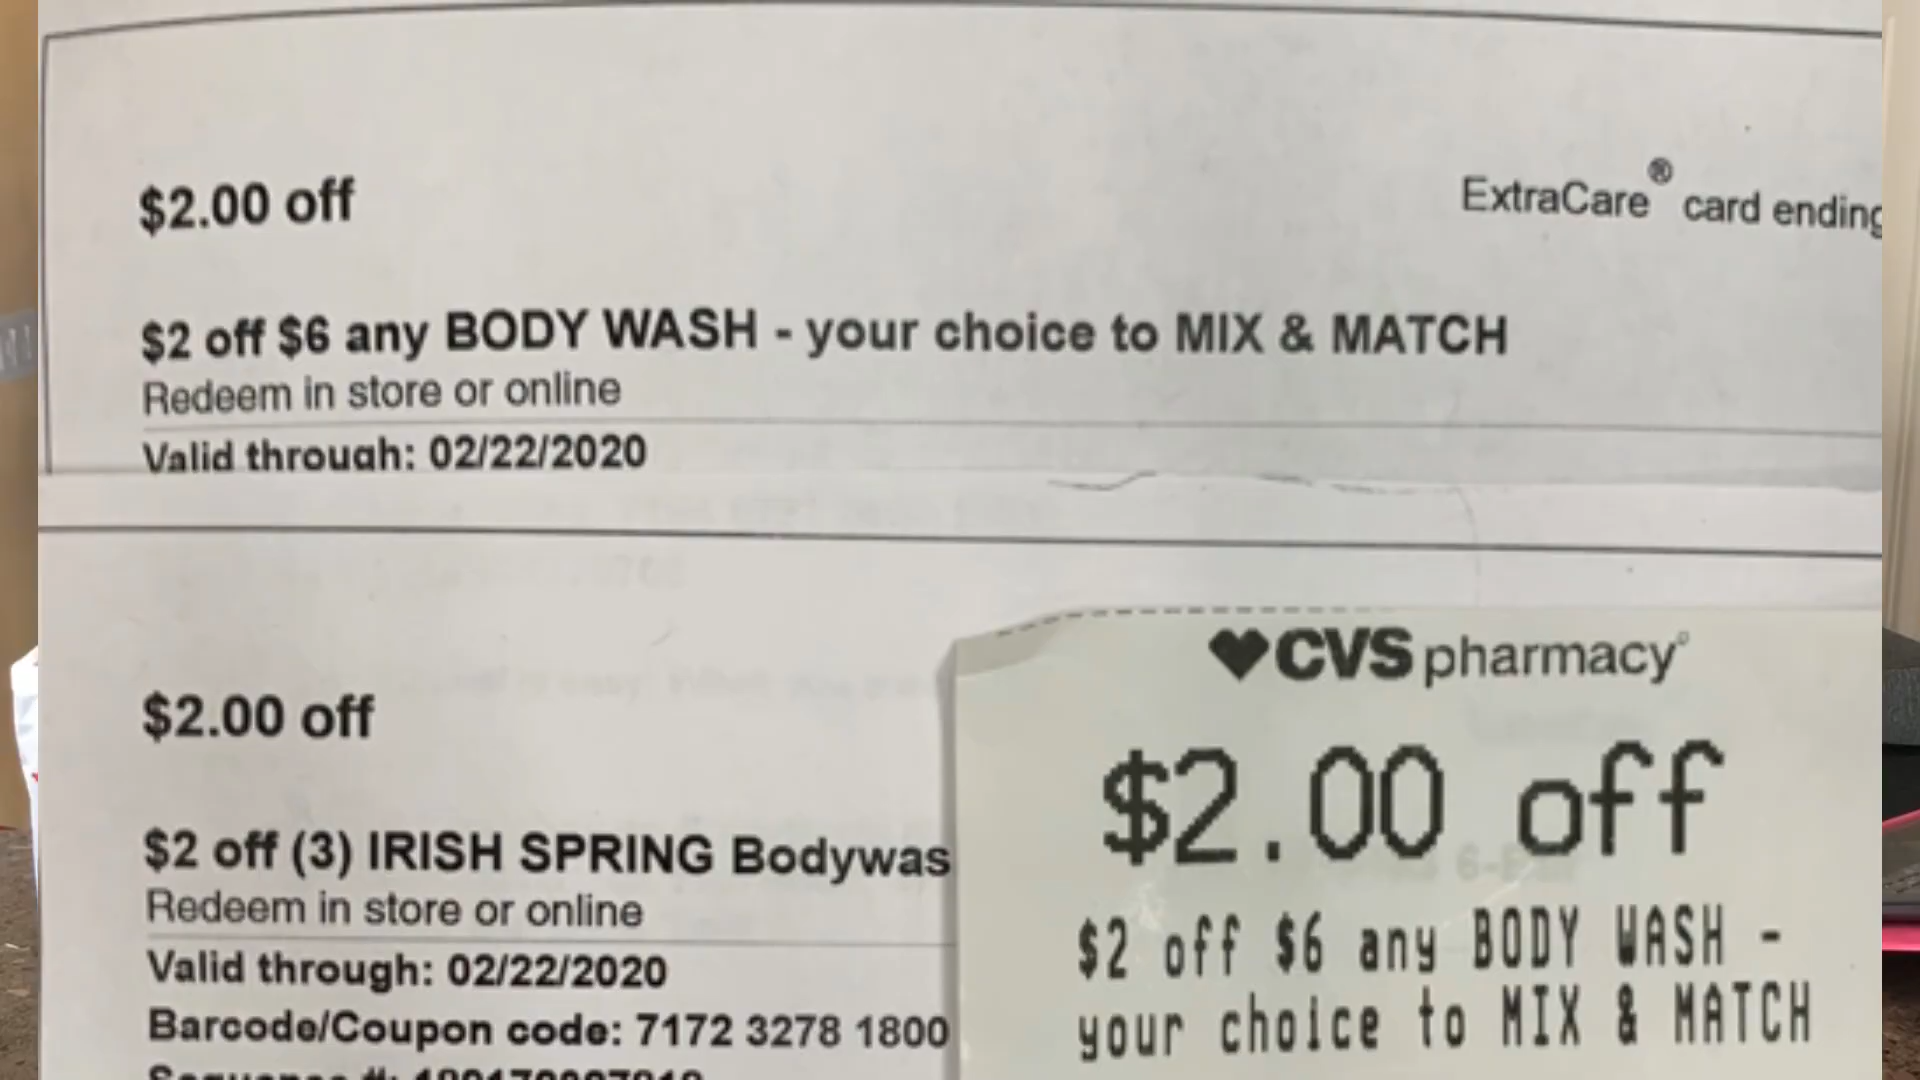 $2.00 off
ExtraCare® card ending
$2 off $6 any BODY WASH - your choice to MIX & MATCH
Redeem in store or online
Valid through: 02/22/2020
$2.00 off
$2 off (3) IRISH SPRING Bodywas
Redeem in store or online
Valid through: 02/22/2020
Barcode/Coupon code: 7172 3278 1800
CVS pharmacy
$2.00 off
$2 off $6 any BODY WASH -
your choice to MIX & MATCH